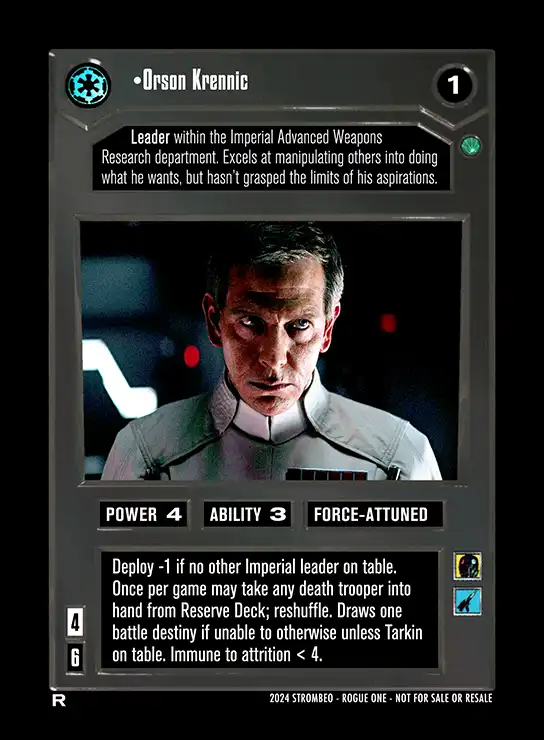 •Orson Krennic
1
Leader within the Imperial Advanced Weapons
Research department. Excels at manipulating others into doing
what he wants, but hasn't grasped the limits of his aspirations.
POWER 4 ABILITY 3 FORCE-ATTUNED
Deploy -1 if no other Imperial leader on table.
Once per game may take any death trooper into
hand from Reserve Deck; reshuffle. Draws one
battle destiny if unable to otherwise unless Tarkin
on table. Immune to attrition < 4.
4
6
R
2024 STROMBEO - ROGUE ONE - NOT FOR SALE OR RESALE